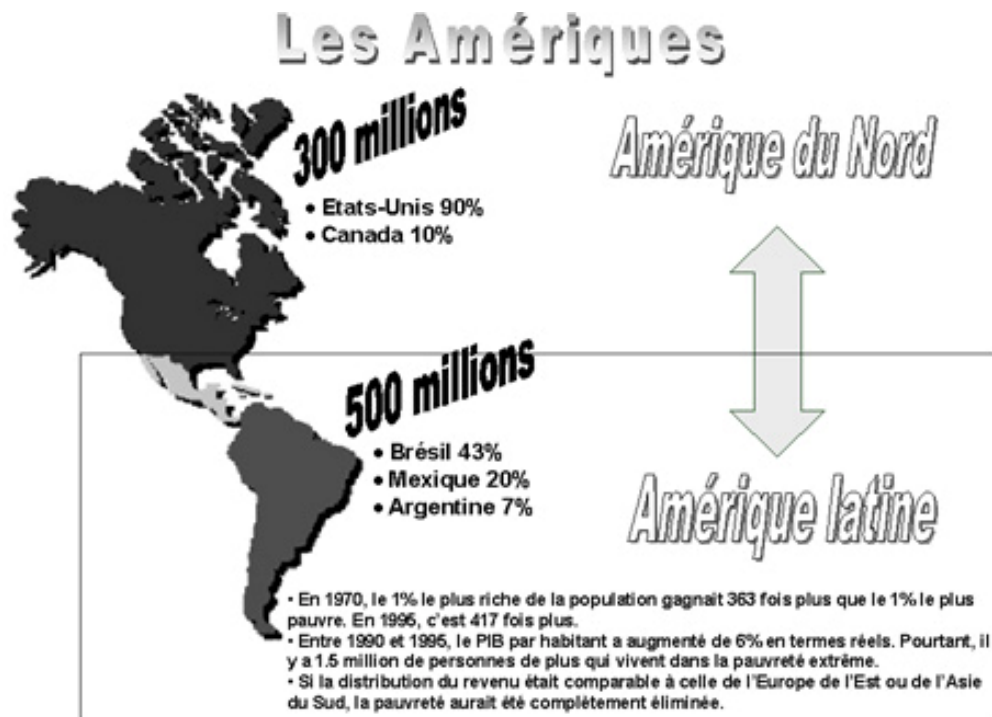 Les Amériques
300 millions
• Etats-Unis 90%
• Canada 10%
Amérique du Nord
500 millions
• Brésil 43%
• Mexique 20%
• Argentine 7%
Amérique latine
• En 1970, le 1% le plus riche de la population gagnait 363 fois plus que le 1% le plus
pauvre. En 1995, c'est 417 fois plus.
• Entre 1990 et 1995, le PIB par habitant a augmenté de 6% en termes réels. Pourtant, il
y a 1.5 million de personnes de plus qui vivent dans la pauvreté extrême.
• Si la distribution du revenu était comparable à celle de l'Europe de l'Est ou de l'Asie
du Sud, la pauvreté aurait été complètement éliminée.